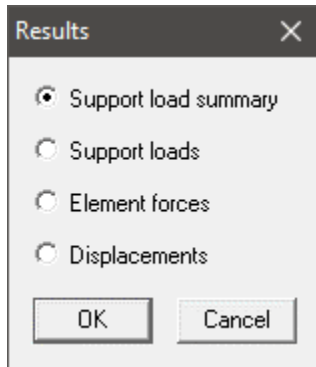 Results
Support load summary
Support loads
Element forces
Displacements
OK
Cancel